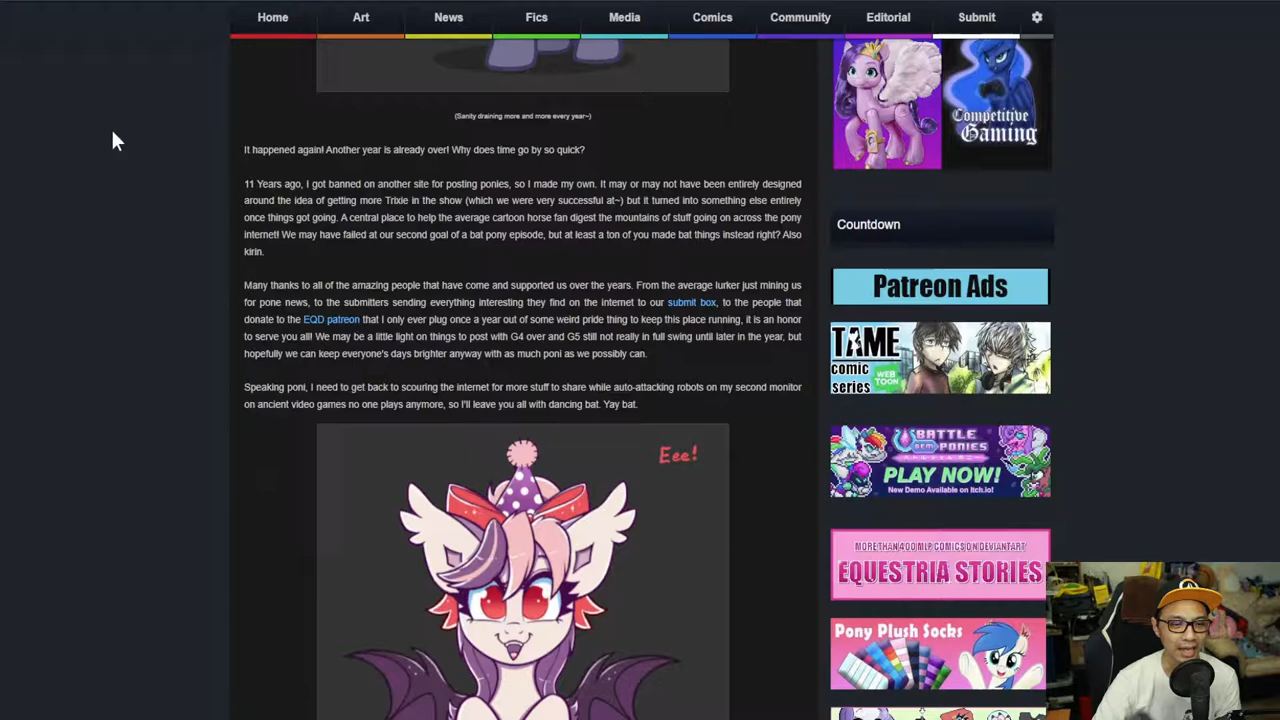 Home Art News Fics Media Comics Community Editorial Submit
Competitive
Gaming
(Sanity draining more and more every year~)
It happened again! Another year is already over! Why does time go by so quick?
11 Years ago, I got banned on another site for posting ponies, so I made my own. It may or may not have been entirely designed
around the idea of getting more Trixie in the show (which we were very successful at~) but it turned into something else entirely
once things got going. A central place to help the average cartoon horse fan digest the mountains of stuff going on across the pony
internet! We may have failed at our second goal of a bat pony episode, but at least a ton of you made bat things instead right? Also
kirin.
Many thanks to all of the amazing people that have come and supported us over the years. From the average lurker just mining us
for pone news, to the submitters sending everything interesting they find on the internet to our submit box, to the people that
donate to the EQD patreon that I only ever plug once a year out of some weird pride thing to keep this place running, it is an honor
to serve you all! We may be a little light on things to post with G4 over and G5 still not really in full swing until later in the year, but
hopefully we can keep everyone's days brighter anyway with as much poni as we possibly can.
Speaking poni, I need to get back to scouring the internet for more stuff to share while auto-attacking robots on my second monitor
on ancient video games no one plays anymore, so I'll leave you all with dancing bat. Yay bat.
Eee!
Countdown
Patreon Ads
TAME
comic
series
WEB
TOON
BATTLE
GEM PONIES
PLAY NOW!
New Demo Available on Itch.io!
MORE THAN 400 MLP COMICS ON DEVIANTART
EQUESTRIA STORIES
Pony Plush Socks